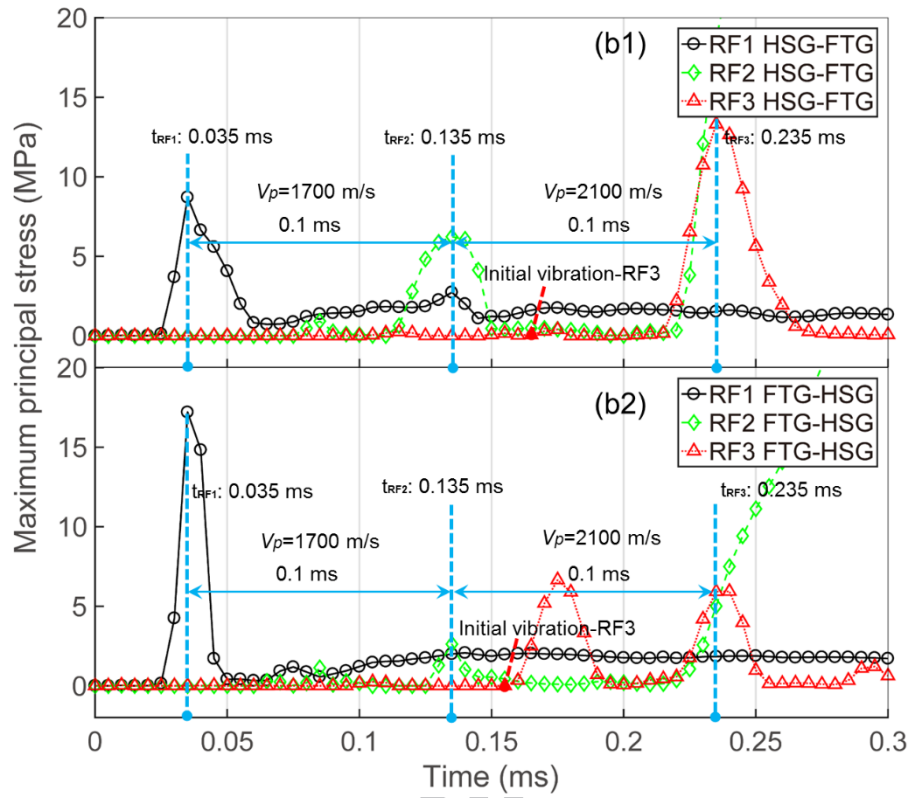 Maximum principal stress (MPa)
20
15
10
5
0
(b1)
RF1 HSG-FTG
RF2 HSG-FTG
RF3 HSG-FTG
tRF1: 0.035 ms
tRF2: 0.135 ms
tRF3: 0.235 ms
Vp=1700 m/s
0.1 ms
Vp=2100 m/s
0.1 ms
Initial vibration-RF3
20
15
10
5
0
(b2)
RF1 FTG-HSG
RF2 FTG-HSG
RF3 FTG-HSG
tRF1: 0.035 ms
tRF2: 0.135 ms
tRF3: 0.235 ms
Vp=1700 m/s
0.1 ms
Vp=2100 m/s
0.1 ms
Initial vibration-RF3
0 0.05 0.1 0.15 0.2 0.25 0.3
Time (ms)